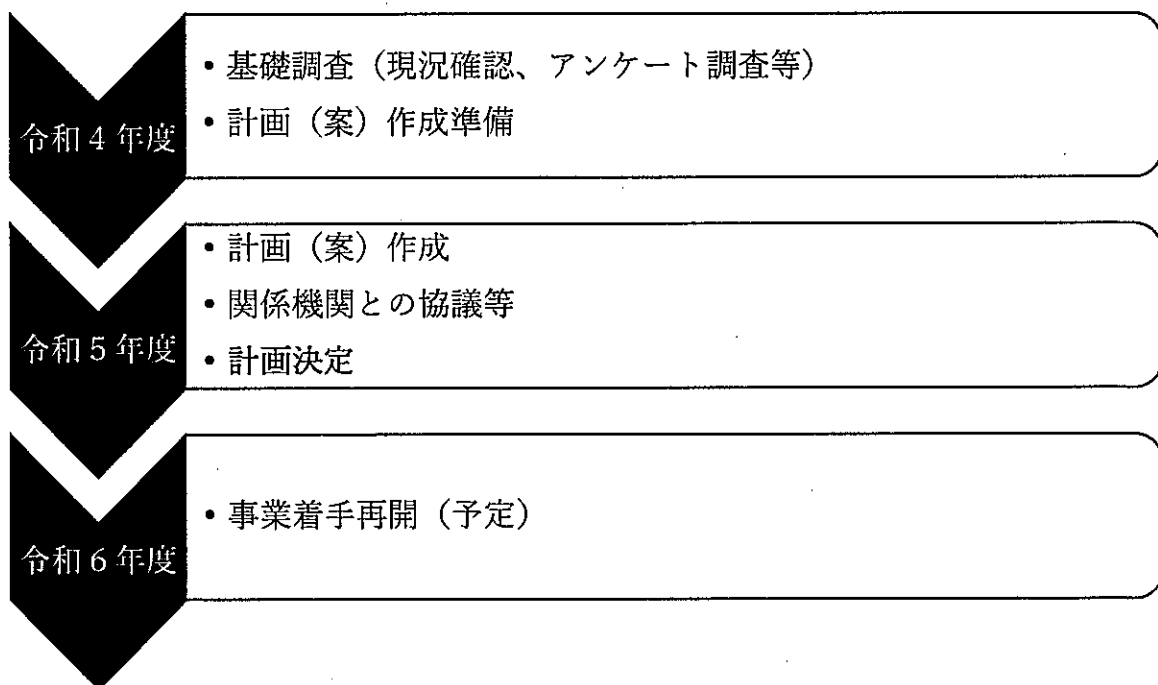 令和4年度
・基礎調査（現況確認、アンケート調査等）
・計画（案）作成準備
令和5年度
・計画（案）作成
・関係機関との協議等
・計画決定
令和6年度
・事業着手再開（予定）